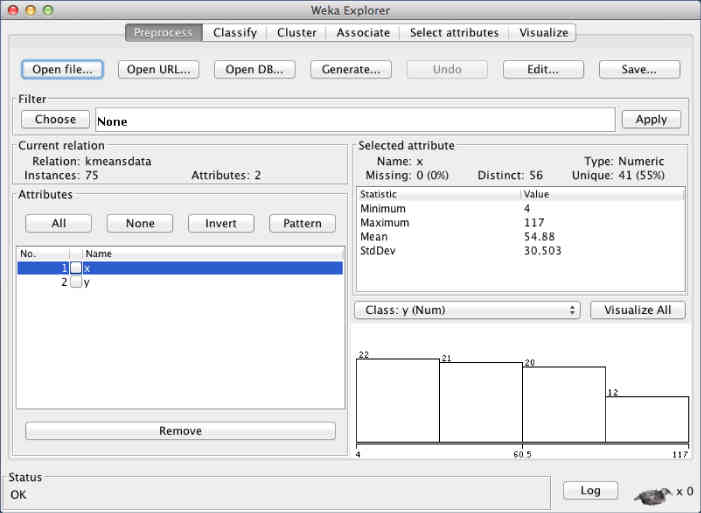 Weka Explorer
Preprocess Classify Cluster Associate Select attributes Visualize
Open file... Open URL... Open DB... Generate... Undo Edit... Save...
Filter
Choose None Apply
Current relation
Relation: kmeansdata
Instances: 75 Attributes: 2
Attributes
All None Invert Pattern
No. Name
1 x
2 y
Remove
Selected attribute
Name: x Type: Numeric
Missing: 0 (0%) Distinct: 56 Unique: 41 (55%)
Statistic Value
Minimum 4
Maximum 117
Mean 54.88
StdDev 30.503
Class: y (Num) Visualize All
22 21 20 12
4 60.5 117
Status
OK
Log x 0